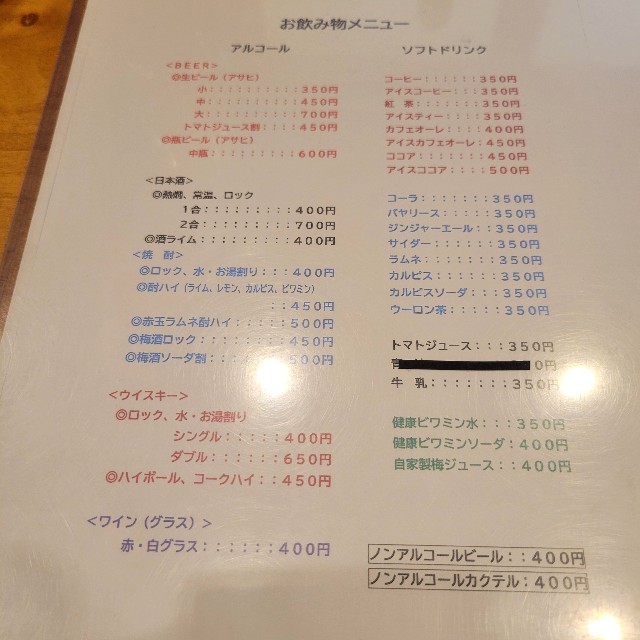 お飲み物メニュー
アルコール
<BEER>
◎生ビール(アサヒ)
小::::::::::350円
中::::::::::450円
大::::::::::700円
トマトジュース割:::450円
◎瓶ビール(アサヒ)
中瓶:::::::::600円
<日本酒>
◎熱燗、常温、ロック
1合:::::::::400円
2合:::::::::700円
◎酒ライム:::::::400円
<焼 酎>
◎ロック、水・お湯割り:::400円
◎酎ハイ(ライム、レモン、カルピス、ビワミン)
::450円
◎赤玉ラムネ酎ハイ::::500円
◎梅酒ロック::::::450円
◎梅酒ソーダ割:::::500円
<ウイスキー>
◎ロック、水・お湯割り
シングル:::::400円
ダブル::::::650円
◎ハイボール、コークハイ::450円
<ワイン(グラス)>
赤・白グラス::::::400円
ソフトドリンク
コーヒー::::::350円
アイスコーヒー:::350円
紅 茶:::::::350円
アイスティー::::350円
カフェオーレ:::400円
アイスカフェオーレ:450円
ココア::::::450円
アイスココア:::500円
コーラ::::::350円
バヤリース::::350円
ジンジャーエール::350円
サイダー:::::350円
ラムネ::::::350円
カルピス:::::350円
カルピスソーダ:::350円
ウーロン茶::::350円
トマトジュース:::350円
0円
牛 乳:::::::350円
健康ビワミン水:::350円
健康ビワミンソーダ:400円
自家製梅ジュース::400円
ノンアルコールビール::400円
ノンアルコールカクテル:400円